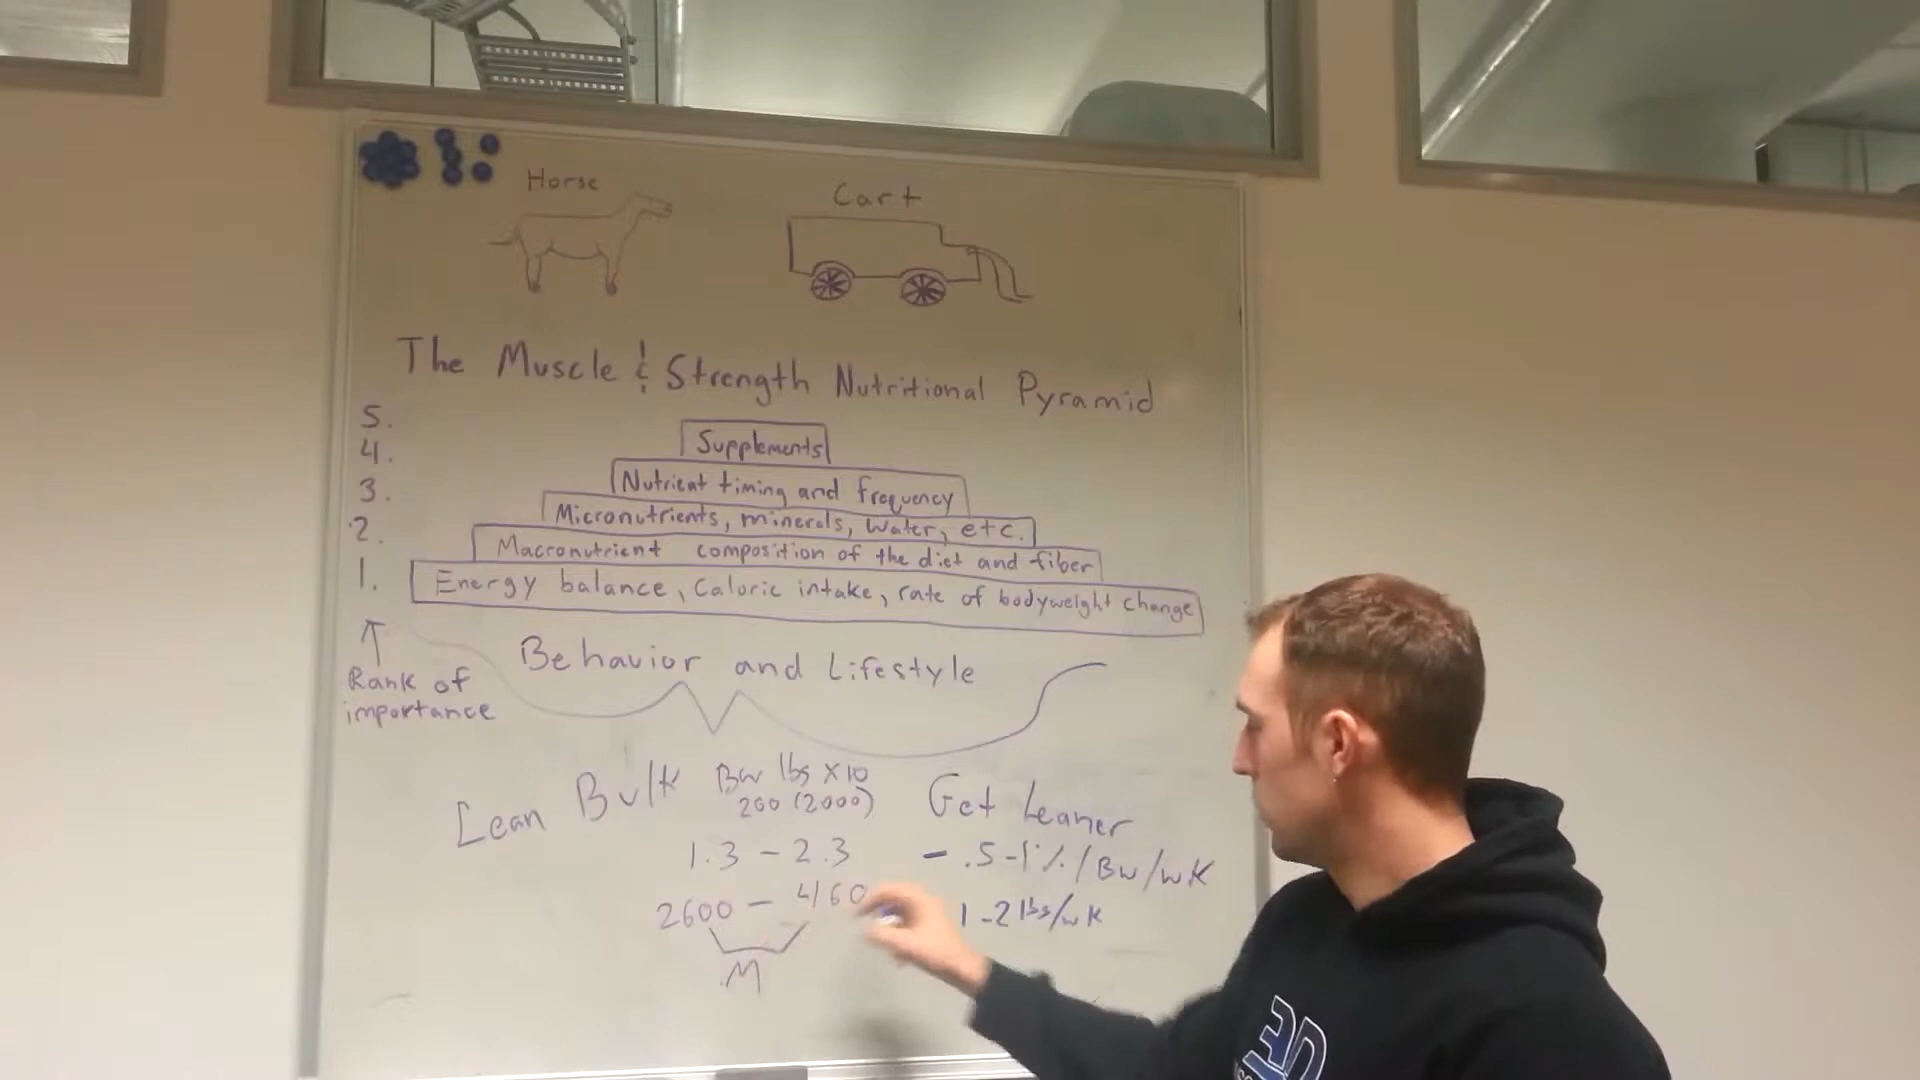 Horse
Cart
The Muscle & Strength Nutritional Pyramid
5.
Supplements
4.
Nutrient timing and frequency
3.
Micronutrients, minerals, water, etc.
2.
Macronutrient composition of the diet and fiber
1.
Energy balance, Caloric intake, rate of bodyweight change
Behavior and Lifestyle
Rank of
importance
Lean Bulk
BW lbs x10
200 (2000)
1.3 - 2.3
2600 - 4160
M
Get Leaner
- .5-1%/BW/wk
1-2 lbs/wk